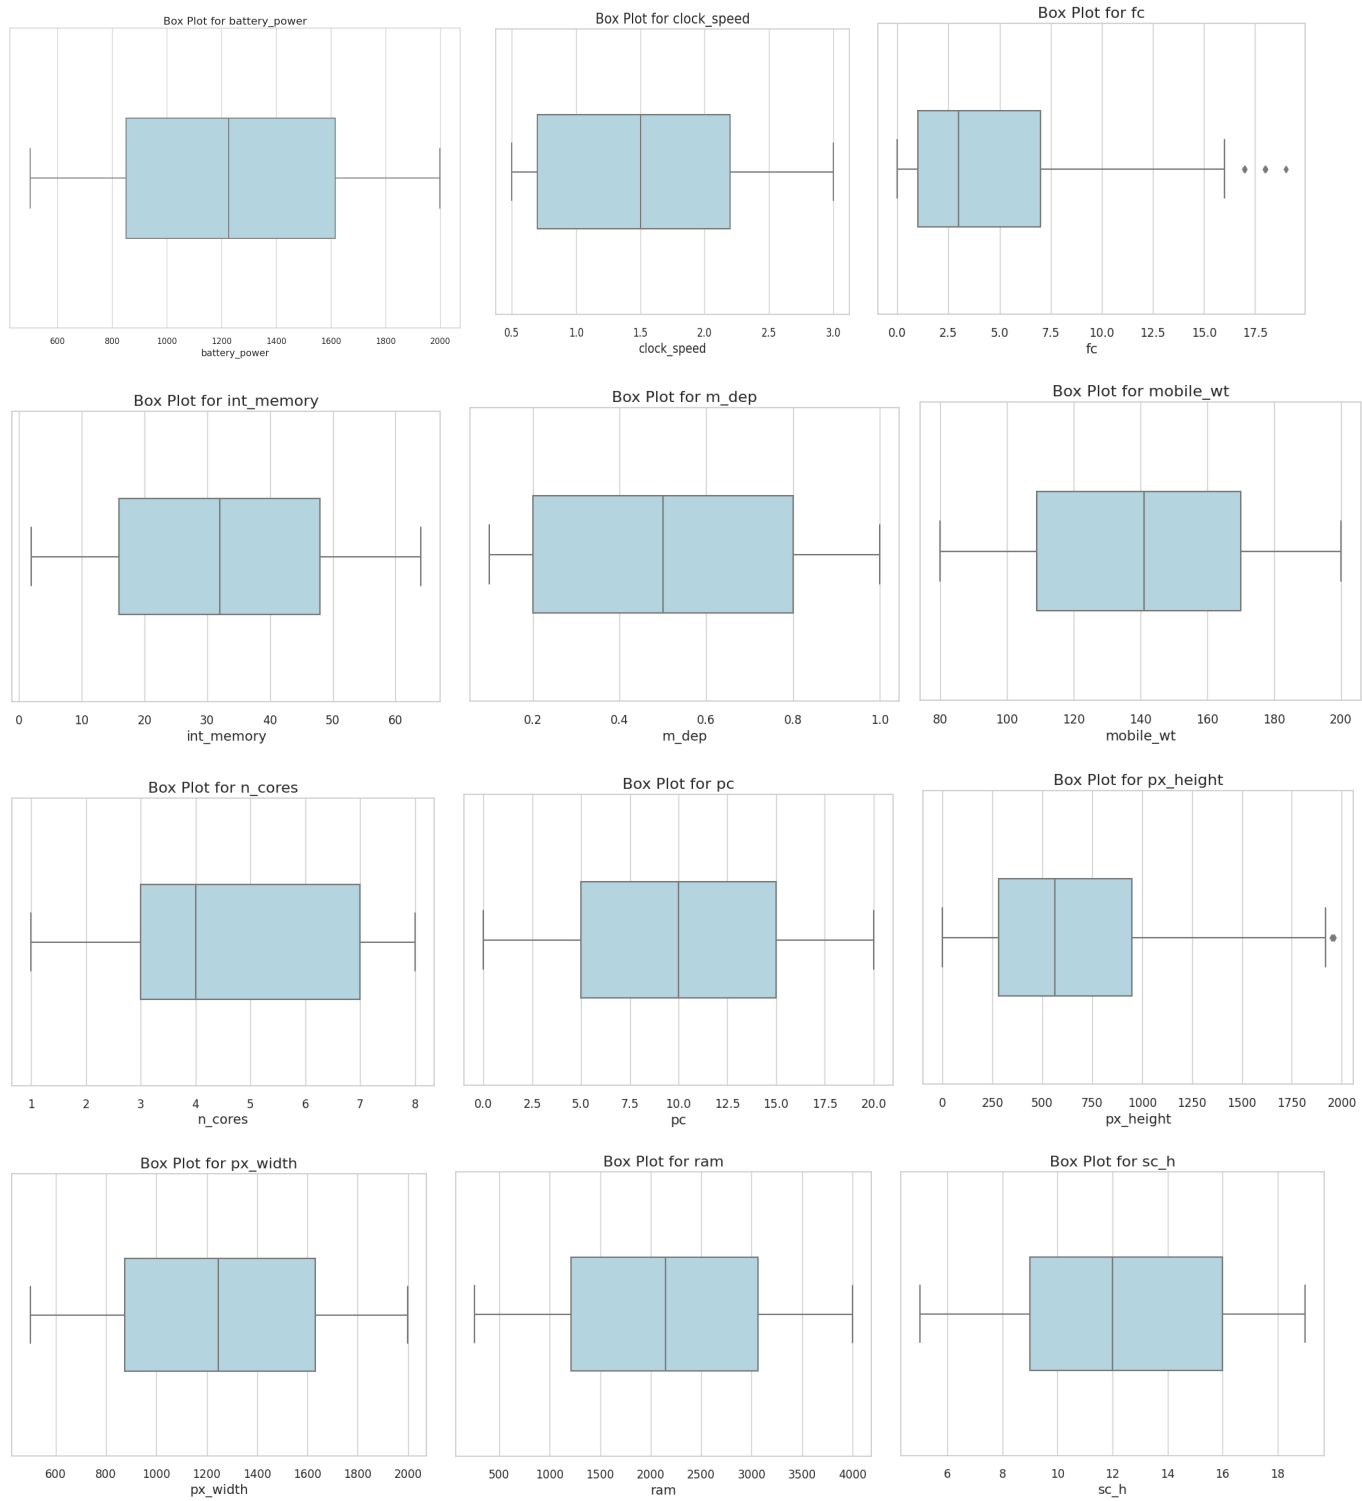 Box Plot for battery_power
600 800 1000 1200 1400 1600 1800 2000
battery_power
Box Plot for clock_speed
0.5 1.0 1.5 2.0 2.5 3.0
clock_speed
Box Plot for fc
0.0 2.5 5.0 7.5 10.0 12.5 15.0 17.5
fc
Box Plot for int_memory
0 10 20 30 40 50 60
int_memory
Box Plot for m_dep
0.2 0.4 0.6 0.8 1.0
m_dep
Box Plot for mobile_wt
80 100 120 140 160 180 200
mobile_wt
Box Plot for n_cores
1 2 3 4 5 6 7 8
n_cores
Box Plot for pc
0.0 2.5 5.0 7.5 10.0 12.5 15.0 17.5 20.0
pc
Box Plot for px_height
0 250 500 750 1000 1250 1500 1750 2000
px_height
Box Plot for px_width
600 800 1000 1200 1400 1600 1800 2000
px_width
Box Plot for ram
500 1000 1500 2000 2500 3000 3500 4000
ram
Box Plot for sc_h
6 8 10 12 14 16 18
sc_h